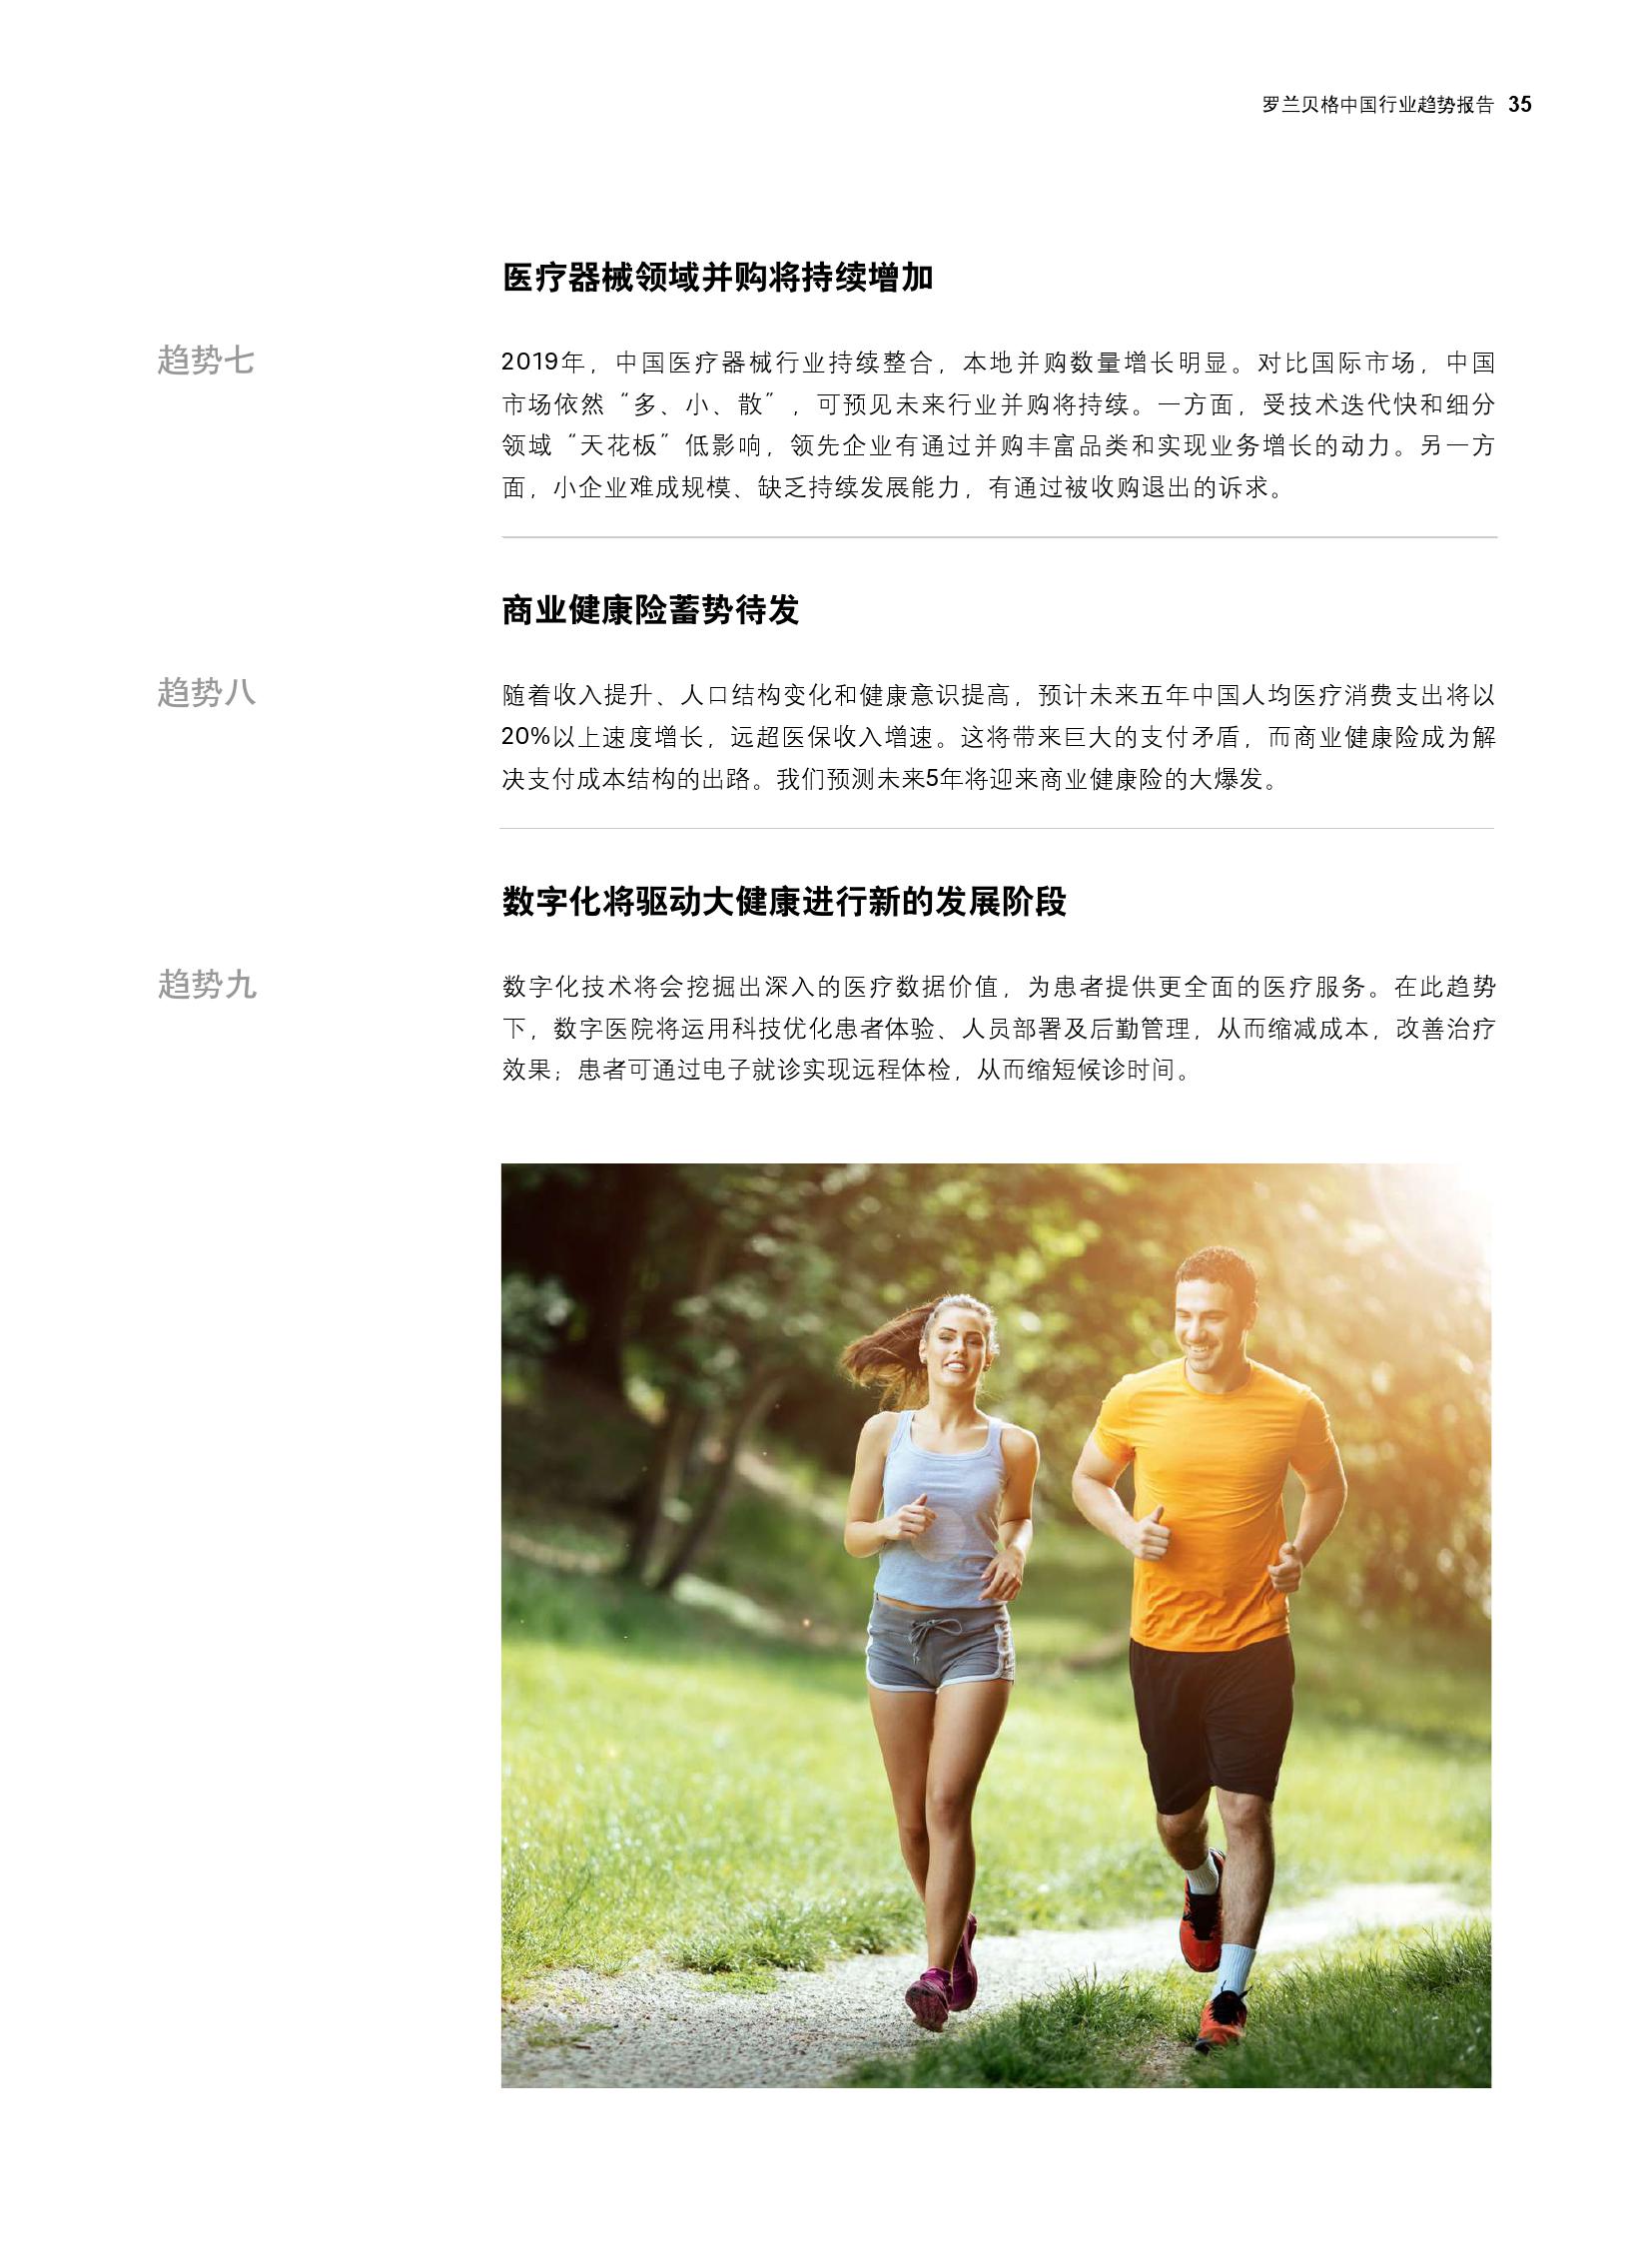 罗兰贝格中国行业趋势报告 35
医疗器械领域并购将持续增加
趋势七
2019年，中国医疗器械行业持续整合，本地并购数量增长明显。对比国际市场，中国
市场依然“多、小、散”，可预见未来行业并购将持续。一方面，受技术迭代快和细分
领域“天花板”低影响，领先企业有通过并购丰富品类和实现业务增长的动力。另一方
面，小企业难成规模、缺乏持续发展能力，有通过被收购退出的诉求。
商业健康险蓄势待发
趋势八
随着收入提升、人口结构变化和健康意识提高，预计未来五年中国人均医疗消费支出将以
20%以上速度增长，远超医保收入增速。这将带来巨大的支付矛盾，而商业健康险成为解
决支付成本结构的出路。我们预测未来5年将迎来商业健康险的大爆发。
数字化将驱动大健康进行新的发展阶段
趋势九
数字化技术将会挖掘出深入的医疗数据价值，为患者提供更全面的医疗服务。在此趋势
下，数字医院将运用科技优化患者体验、人员部署及后勤管理，从而缩减成本，改善治疗
效果；患者可通过电子就诊实现远程体检，从而缩短候诊时间。